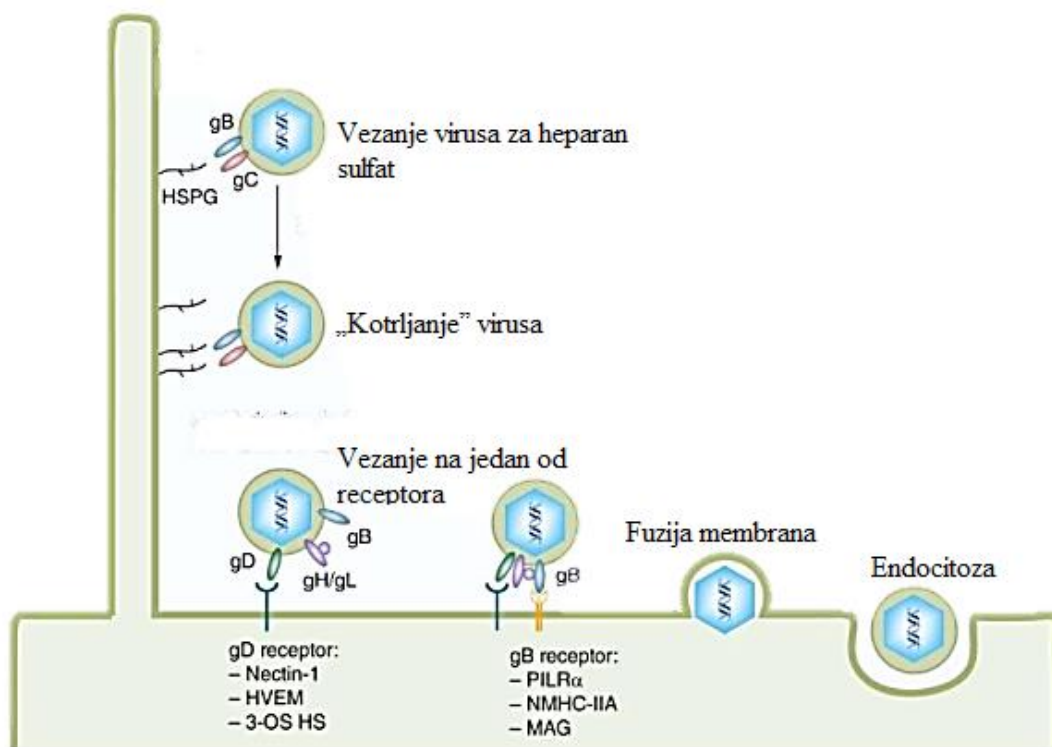 gB
Vezanje virusa za heparan
sulfat
gC
HSPG
„Kotrljanje” virusa
Vezanje na jedan od
receptora
gB
gD
gH/gL
gB
Fuzija membrana
Endocitoza
gD receptor:
– Nectin-1
– HVEM
– 3-OS HS
gB receptor:
– PILRα
– NMHC-IIA
– MAG